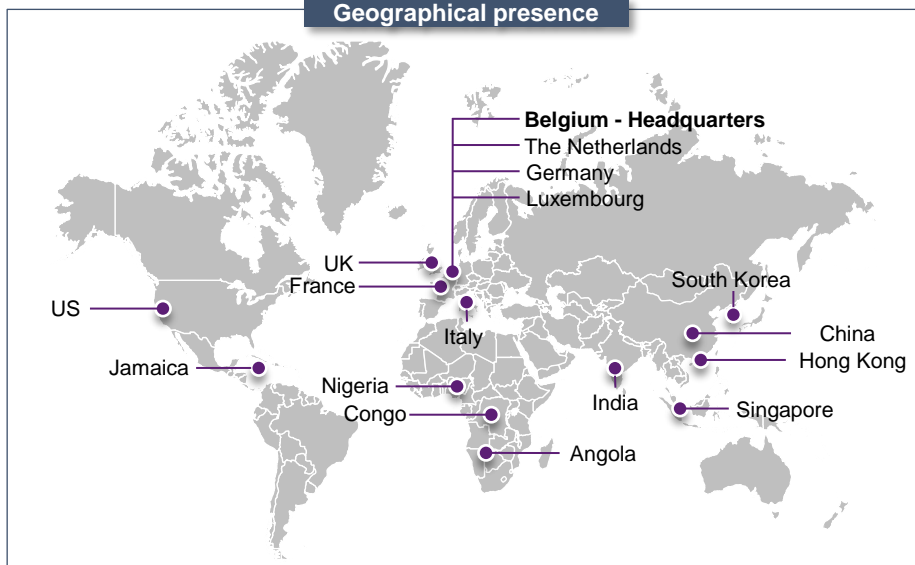 Geographical presence
Belgium - Headquarters
The Netherlands
Germany
Luxembourg
UK
France
South Korea
US
Italy
China
Hong Kong
Jamaica
Nigeria
India
Congo
Singapore
Angola